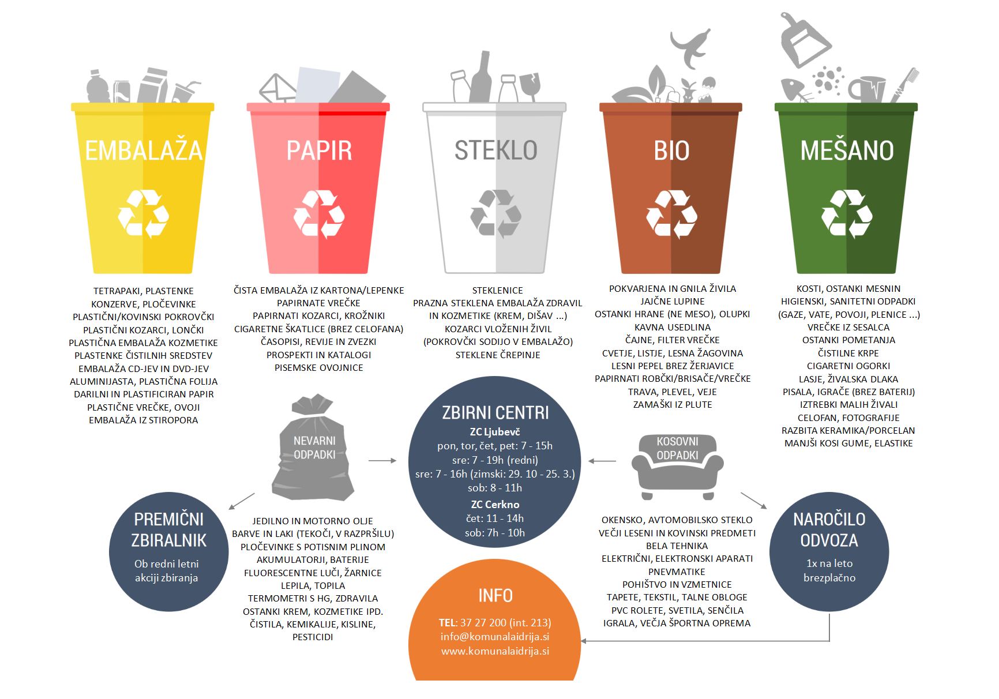 EMBALAŽA
TETRAPAKI, PLASTENKE
KONZERVE, PLOČEVINKE
PLASTIČNI/KOVINSKI POKROVČKI
PLASTIČNI KOZARCI, LONČKI
PLASTIČNA EMBALAŽA KOZMETIKE
PLASTENKE ČISTILNIH SREDSTEV
EMBALAŽA CD-JEV IN DVD-JEV
ALUMINIJASTA, PLASTIČNA FOLIJA
DARILNI IN PLASTIFICIRAN PAPIR
PLASTIČNE VREČKE, OVOJI
EMBALAŽA IZ STIROPORA
PAPIR
ČISTA EMBALAŽA IZ KARTONA/LEPENKE
PAPIRNATE VREČKE
PAPIRNATI KOZARCI, KROŽNIKI
CIGARETNE ŠKATLICE (BREZ CELOFANA)
ČASOPISI, REVIJE IN ZVEZKI
PROSPEKTI IN KATALOGI
PISEMSKE OVOJNICE
STEKLO
STEKLENICE
PRAZNA STEKLENA EMBALAŽA ZDRAVIL
IN KOZMETIKE (KREM, DIŠAV ...)
KOZARCI VLOŽENIH ŽIVIL
(POKROVČKI SODIJO V EMBALAŽO)
STEKLENE ČREPINJE
BIO
POKVARJENA IN GNILA ŽIVILA
JAJČNE LUPINE
OSTANKI HRANE (NE MESO), OLUPKI
KAVNA USEDLINA
ČAJNE, FILTER VREČKE
CVETJE, LISTJE, LESNA ŽAGOVINA
LESNI PEPEL BREZ ŽERJAVICE
PAPIRNATI ROBČKI/BRISAČE/VREČKE
TRAVA, PLEVEL, VEJE
ZAMAŠKI IZ PLUTE
MEŠANO
KOSTI, OSTANKI MESNIN
HIGIENSKI, SANITETNI ODPADKI
(GAZE, VATE, POVOJI, PLENICE ...)
VREČKE IZ SESALCA
OSTANKI POMETANJA
ČISTILNE KRPE
CIGARETNI OGORKI
LASJE, ŽIVALSKA DLAKA
PISALA, IGRAČE (BREZ BATERIJ)
IZTREBKI MALIH ŽIVALI
CELOFAN, FOTOGRAFIJE
RAZBITA KERAMIKA/PORCELAN
MANJŠI KOSI GUME, ELASTIKE
NEVARNI
ODPADKI
JEDILNO IN MOTORNO OLJE
BARVE IN LAKI (TEKOČI, V RAZPRŠILU)
PLOČEVINKE S POTISNIM PLINOM
AKUMULATORJI, BATERIJE
FLUORESCENTNE LUČI, ŽARNICE
LEPILA, TOPILA
TERMOMETRI S HG, ZDRAVILA
OSTANKI KREM, KOZMETIKE IPD.
ČISTILA, KEMIKALIJE, KISLINE,
PESTICIDI
PREMIČNI
ZBIRALNIK
Ob redni letni
akciji zbiranja
ZBIRNI CENTRI
ZC Ljubevč
pon, tor, čet, pet: 7 - 15h
sre: 7 - 19h (redni)
sre: 7 - 16h (zimski: 29. 10 - 25. 3.)
sob: 8 - 11h
ZC Cerkno
čet: 11 - 14h
sob: 7h - 10h
KOSOVNI
ODPADKI
OKENSKO, AVTOMOBILSKO STEKLO
VEČJI LESENI IN KOVINSKI PREDMETI
BELA TEHNIKA
ELEKTRIČNI, ELEKTRONSKI APARATI
PNEVMATIKE
POHIŠTVO IN VZMETNICE
TAPETE, TEKSTIL, TALNE OBLOGE
PVC ROLETE, SVETILA, SENČILA
IGRALA, VEČJA ŠPORTNA OPREMA
NAROČILO
ODVOZA
1x na leto
brezplačno
INFO
TEL: 37 27 200 (int. 213)
info@komunalaidrija.si
www.komunalaidrija.si